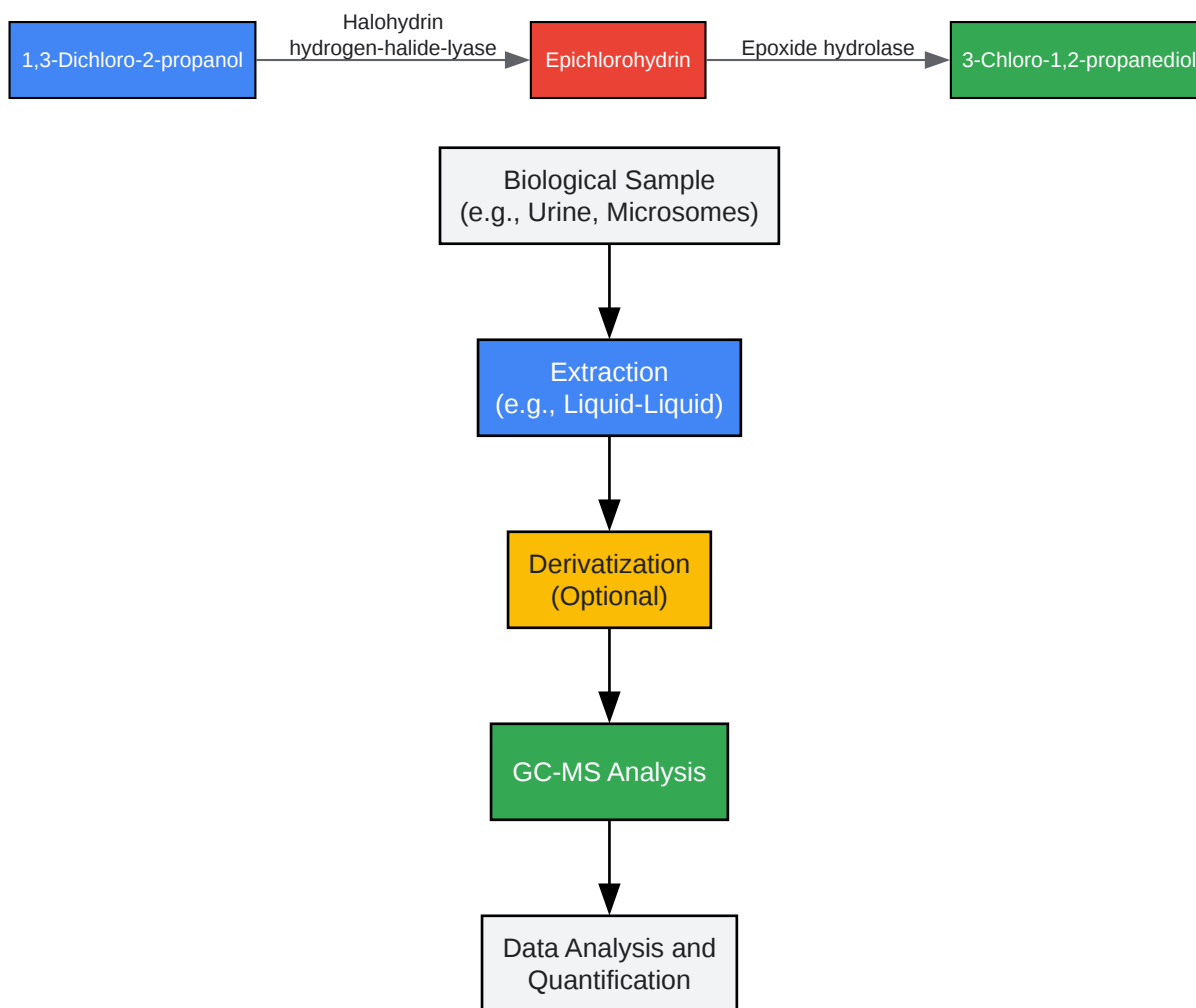 1,3-Dichloro-2-propanol
Halohydrin
hydrogen-halide-lyase
Epichlorohydrin
Epoxide hydrolase
3-Chloro-1,2-propanediol
Biological Sample
(e.g., Urine, Microsomes)
Extraction
(e.g., Liquid-Liquid)
Derivatization
(Optional)
GC-MS Analysis
Data Analysis and
Quantification